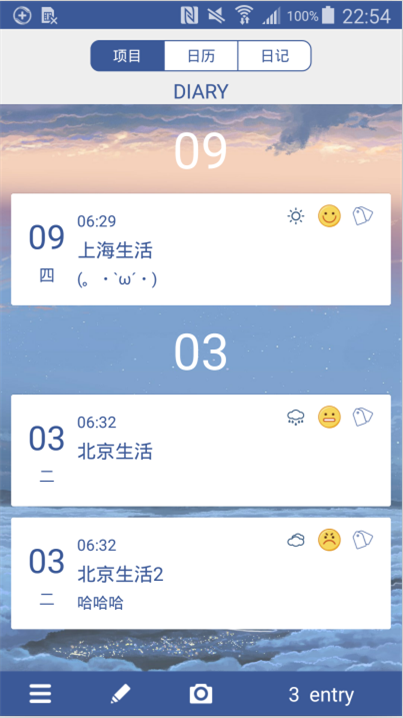 100% 22:54
项目 日历 日记
DIARY
09
09
四
06:29
上海生活
(。・`ω´・)
03
03
二
06:32
北京生活
03
二
06:32
北京生活2
哈哈哈
3 entry